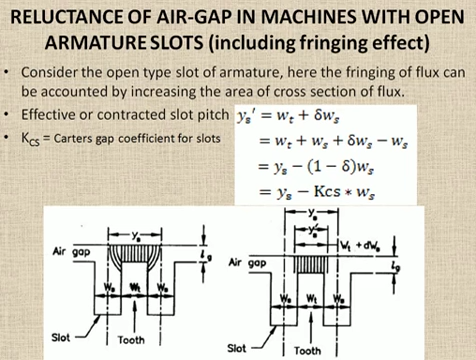 RELUCTANCE OF AIR-GAP IN MACHINES WITH OPEN
ARMATURE SLOTS (including fringing effect)
• Consider the open type slot of armature, here the fringing of flux can
be accounted by increasing the area of cross section of flux.
• Effective or contracted slot pitch yₛ' = wₜ + δwₛ
= wₜ + wₛ + δwₛ − wₛ
• K_CS = Carters gap coefficient for slots
= yₛ − (1 − δ)wₛ
= yₛ − Kcs * wₛ
yₛ
Air gap
lg
Wₛ Wₜ Wₛ
Slot
Tooth
yₛ
y'ₛ
Wₜ + dWₛ
Air gap
lg
Wₛ Wₜ Wₛ
Slot
Tooth